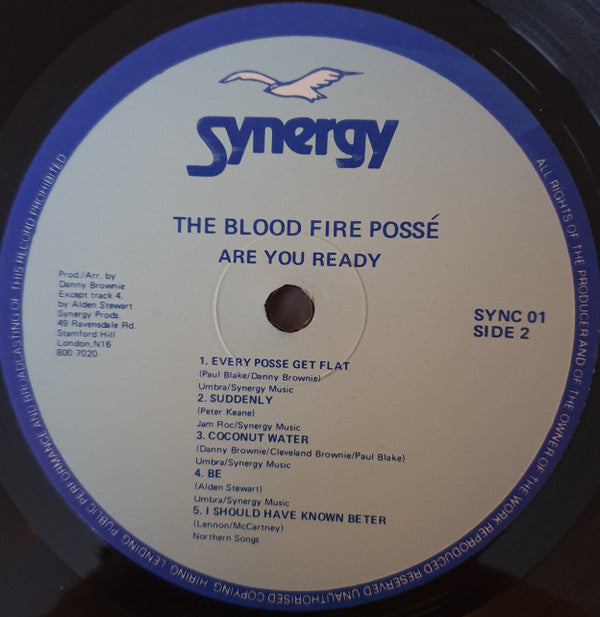 synergy
THE BLOOD FIRE POSSÉ
ARE YOU READY
Prod./Arr. by
Danny Brownie
Except track 4.
by Alden Stewart
Synergy Prods.
49 Ravensdale Rd.
Stamford Hill
London,N16
800 7020
SYNC 01
SIDE 2
1. EVERY POSSE GET FLAT
(Paul Blake/Danny Brownie)
Umbra/Synergy Music
2. SUDDENLY
(Peter Keane)
Jam Roc/Synergy Music
3. COCONUT WATER
(Danny Brownie/Cleveland Brownie/Paul Blake)
Umbra/Synergy Music
4. BE
(Alden Stewart)
Umbra/Synergy Music
5. I SHOULD HAVE KNOWN BETER
(Lennon/McCartney)
Northern Songs
ALL RIGHTS OF THE PRODUCER AND OF THE OWNER OF THE WORK REPRODUCED RESERVED UNAUTHORISED COPYING HIRING LENDING PUBLIC PERFORMANCE AND BROADCASTING OF THIS RECORD PROHIBITED